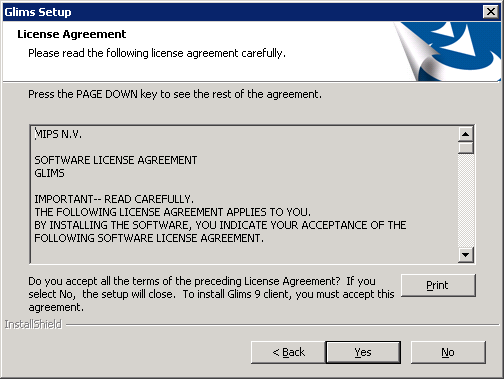 Glims Setup
License Agreement
Please read the following license agreement carefully.
Press the PAGE DOWN key to see the rest of the agreement.
MIPS N.V.
SOFTWARE LICENSE AGREEMENT
GLIMS
IMPORTANT-- READ CAREFULLY.
THE FOLLOWING LICENSE AGREEMENT APPLIES TO YOU.
BY INSTALLING THE SOFTWARE, YOU INDICATE YOUR ACCEPTANCE OF THE
FOLLOWING SOFTWARE LICENSE AGREEMENT.
Do you accept all the terms of the preceding License Agreement? If you
select No, the setup will close. To install Glims 9 client, you must accept this
agreement.
Print
InstallShield
< Back
Yes
No